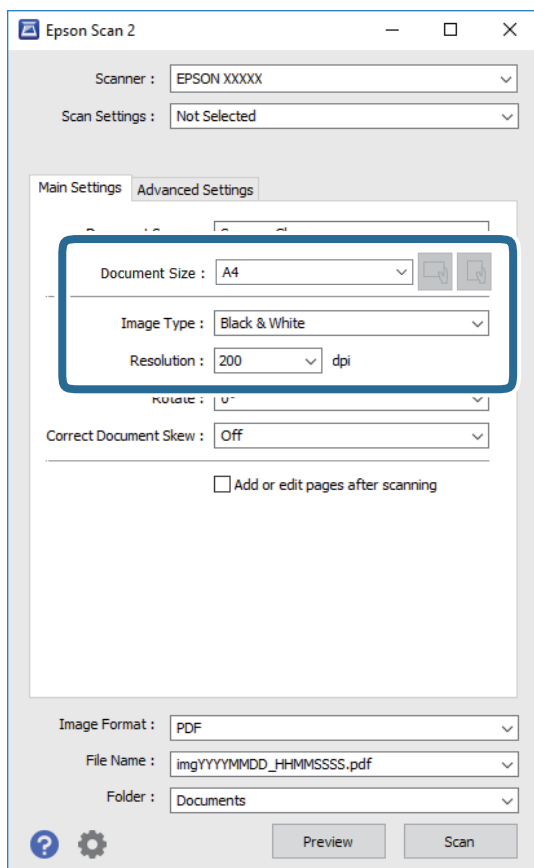 Epson Scan 2
Scanner : EPSON XXXXX
Scan Settings : Not Selected
Main Settings Advanced Settings
Document Size : A4
Image Type : Black & White
Resolution : 200 dpi
Rotate : 0°
Correct Document Skew : Off
Add or edit pages after scanning
Image Format : PDF
File Name : imgYYYYMMDD_HHMMSSSS.pdf
Folder : Documents
? Preview Scan